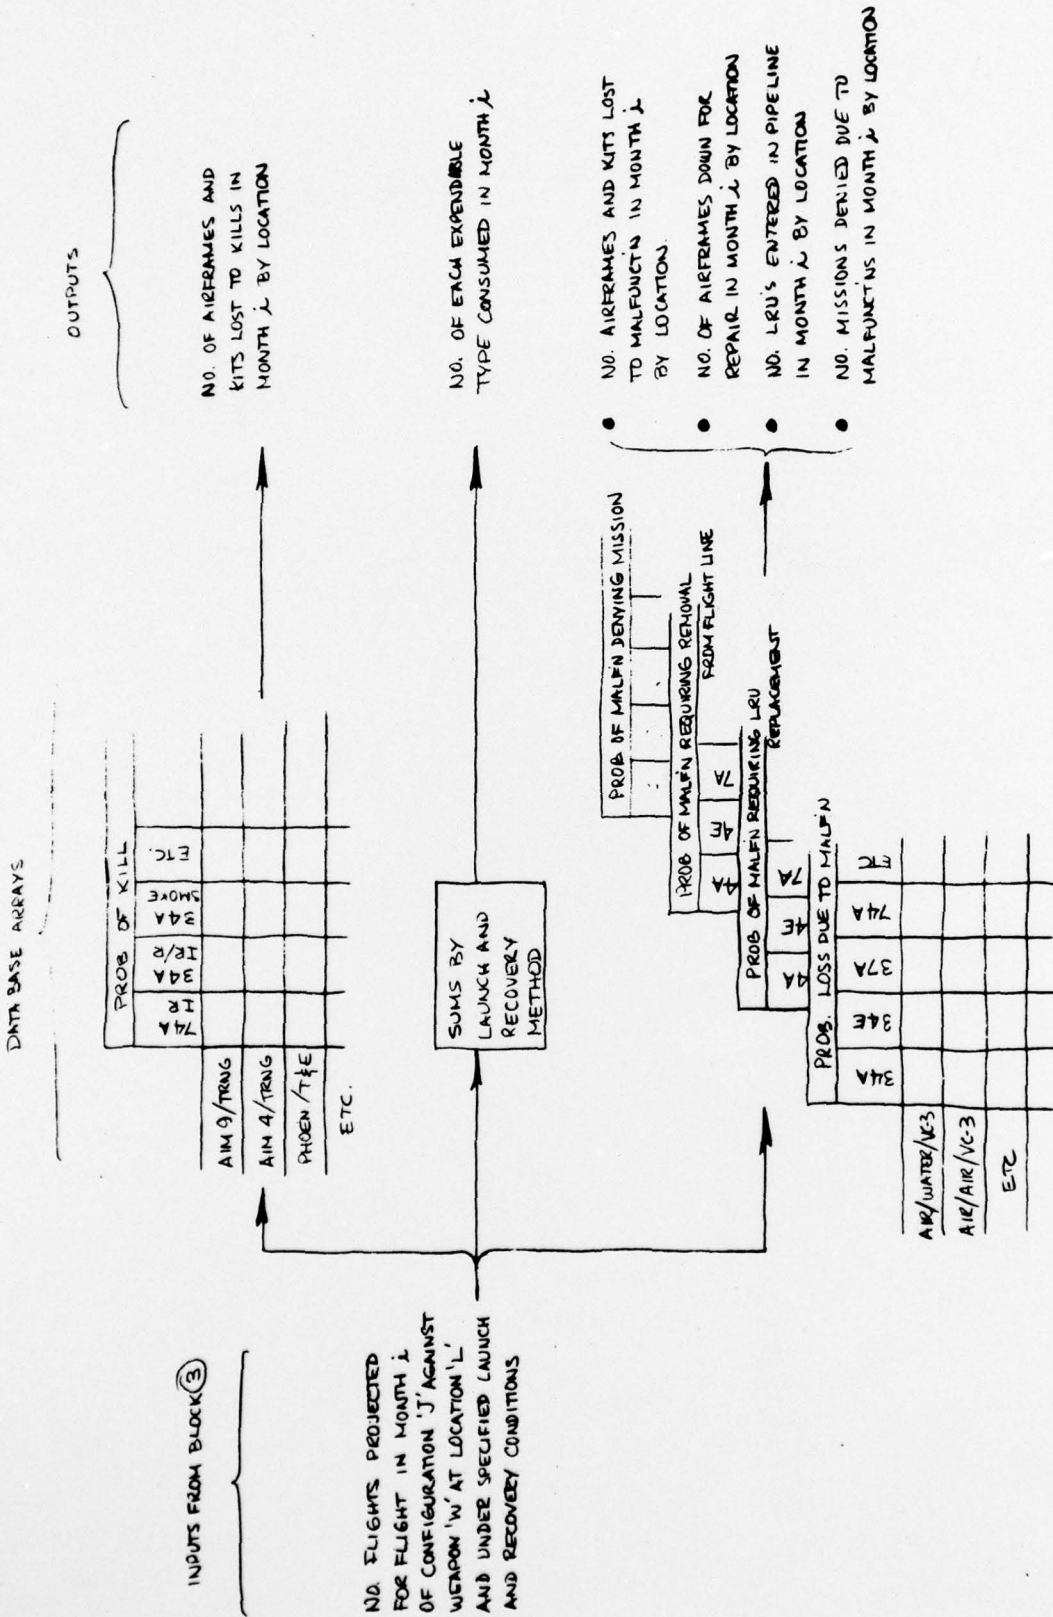 INPUTS FROM BLOCK 3
NO. FLIGHTS PROJECTED
FOR FLIGHT IN MONTH i
OF CONFIGURATION 'J' AGAINST
WEAPON 'W' AT LOCATION 'L'
AND UNDER SPECIFIED LAUNCH
AND RECOVERY CONDITIONS
DATA BASE ARRAYS
PROB OF KILL
74A IR
34A IR/R
34A SMOKE
ETC.
AIM 9/TRNG
AIM 4/TRNG
PHOEN/T&E
ETC.
SUMS BY
LAUNCH AND
RECOVERY
METHOD
PROB OF MALF'N DENYING MISSION
PROB OF MALF'N REQUIRING REMOVAL
FROM FLIGHT LINE
4A 4E 7A
PROB OF MALF'N REQUIRING LRU
REPLACEMENT
4A 4E 7A
PROB. LOSS DUE TO MALF'N
34A 34E 37A 74A ETC
AIR/WATER/VC-3
AIR/AIR/VC-3
ETC
OUTPUTS
NO. OF AIRFRAMES AND
KITS LOST TO KILLS IN
MONTH i BY LOCATION
NO. OF EACH EXPENDABLE
TYPE CONSUMED IN MONTH i
• NO. AIRFRAMES AND KITS LOST
TO MALFUNCT'N IN MONTH i
BY LOCATION.
• NO. OF AIRFRAMES DOWN FOR
REPAIR IN MONTH i BY LOCATION
• NO. LRU'S ENTERED IN PIPELINE
IN MONTH i BY LOCATION
• NO. MISSIONS DENIED DUE TO
MALFUNCT'NS IN MONTH i BY LOCATION